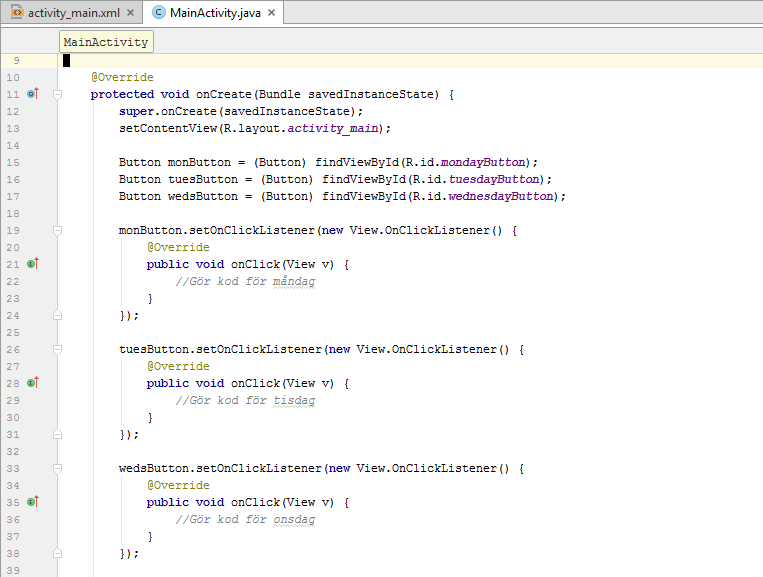 activity_main.xml MainActivity.java
MainActivity
9
10 @Override
11 protected void onCreate(Bundle savedInstanceState) {
12 super.onCreate(savedInstanceState);
13 setContentView(R.layout.activity_main);
14
15 Button monButton = (Button) findViewById(R.id.mondayButton);
16 Button tuesButton = (Button) findViewById(R.id.tuesdayButton);
17 Button wedsButton = (Button) findViewById(R.id.wednesdayButton);
18
19 monButton.setOnClickListener(new View.OnClickListener() {
20 @Override
21 public void onClick(View v) {
22 //Gör kod för måndag
23 }
24 });
25
26 tuesButton.setOnClickListener(new View.OnClickListener() {
27 @Override
28 public void onClick(View v) {
29 //Gör kod för tisdag
30 }
31 });
32
33 wedsButton.setOnClickListener(new View.OnClickListener() {
34 @Override
35 public void onClick(View v) {
36 //Gör kod för onsdag
37 }
38 });
39